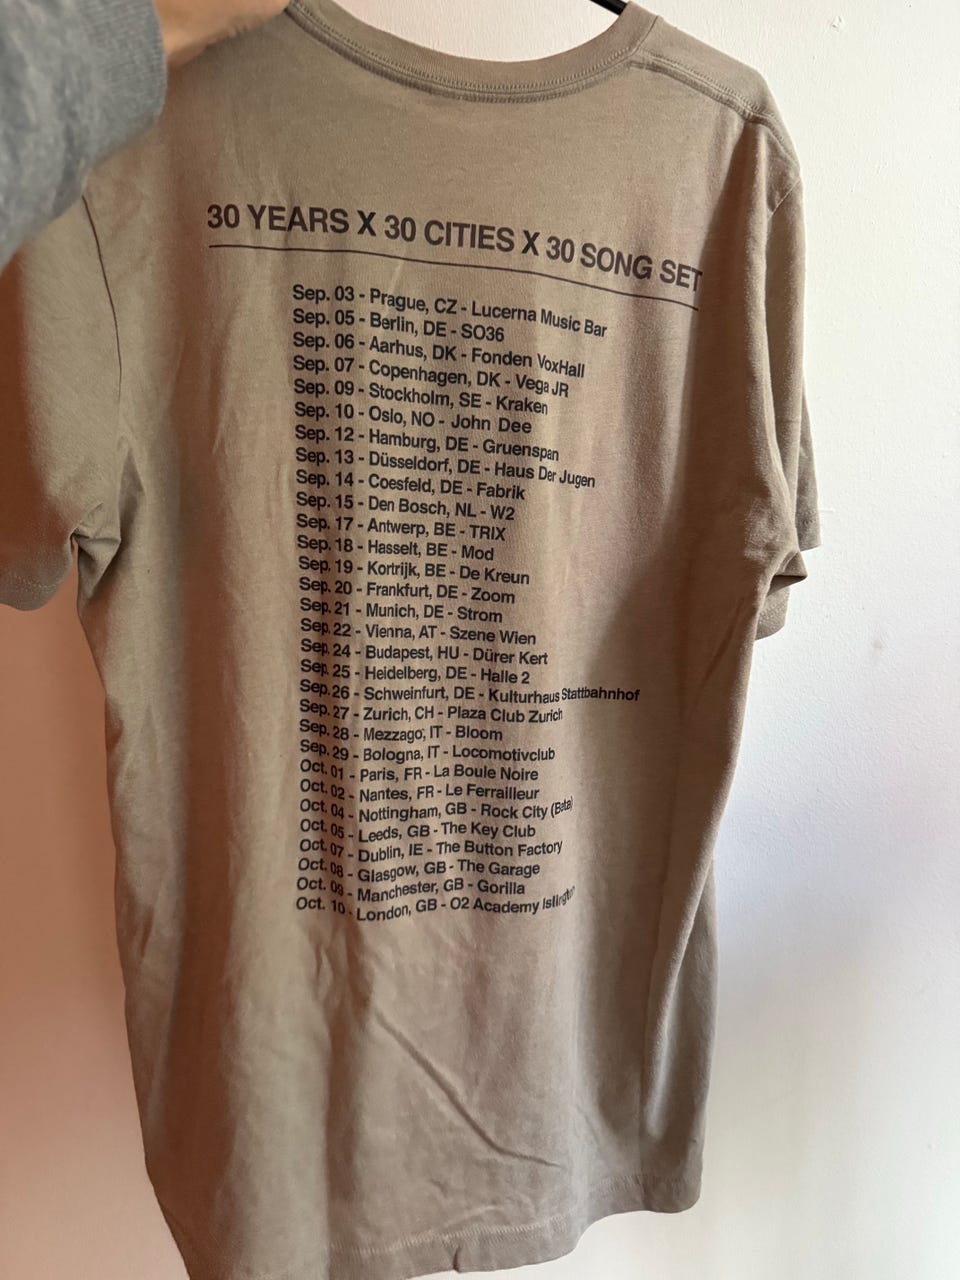 30 YEARS X 30 CITIES X 30 SONG SET
Sep. 03 - Prague, CZ - Lucerna Music Bar
Sep. 05 - Berlin, DE - SO36
Sep. 06 - Aarhus, DK - Fonden VoxHall
Sep. 07 - Copenhagen, DK - Vega JR
Sep. 09 - Stockholm, SE - Kraken
Sep. 10 - Oslo, NO - John Dee
Sep. 12 - Hamburg, DE - Gruenspan
Sep. 13 - Düsseldorf, DE - Haus Der Jugen
Sep. 14 - Coesfeld, DE - Fabrik
Sep. 15 - Den Bosch, NL - W2
Sep. 17 - Antwerp, BE - TRIX
Sep. 18 - Hasselt, BE - Mod
Sep. 19 - Kortrijk, BE - De Kreun
Sep. 20 - Frankfurt, DE - Zoom
Sep. 21 - Munich, DE - Strom
Sep. 22 - Vienna, AT - Szene Wien
Sep. 24 - Budapest, HU - Dürer Kert
Sep. 25 - Heidelberg, DE - Halle 2
Sep. 26 - Schweinfurt, DE - Kulturhaus Stattbahnhof
Sep. 27 - Zurich, CH - Plaza Club Zurich
Sep. 28 - Mezzago, IT - Bloom
Sep. 29 - Bologna, IT - Locomotivclub
Oct. 01 - Paris, FR - La Boule Noire
Oct. 02 - Nantes, FR - Le Ferrailleur
Oct. 04 - Nottingham, GB - Rock City (Beta)
Oct. 05 - Leeds, GB - The Key Club
Oct. 07 - Dublin, IE - The Button Factory
Oct. 08 - Glasgow, GB - The Garage
Oct. 09 - Manchester, GB - Gorilla
Oct. 10 - London, GB - O2 Academy Islington